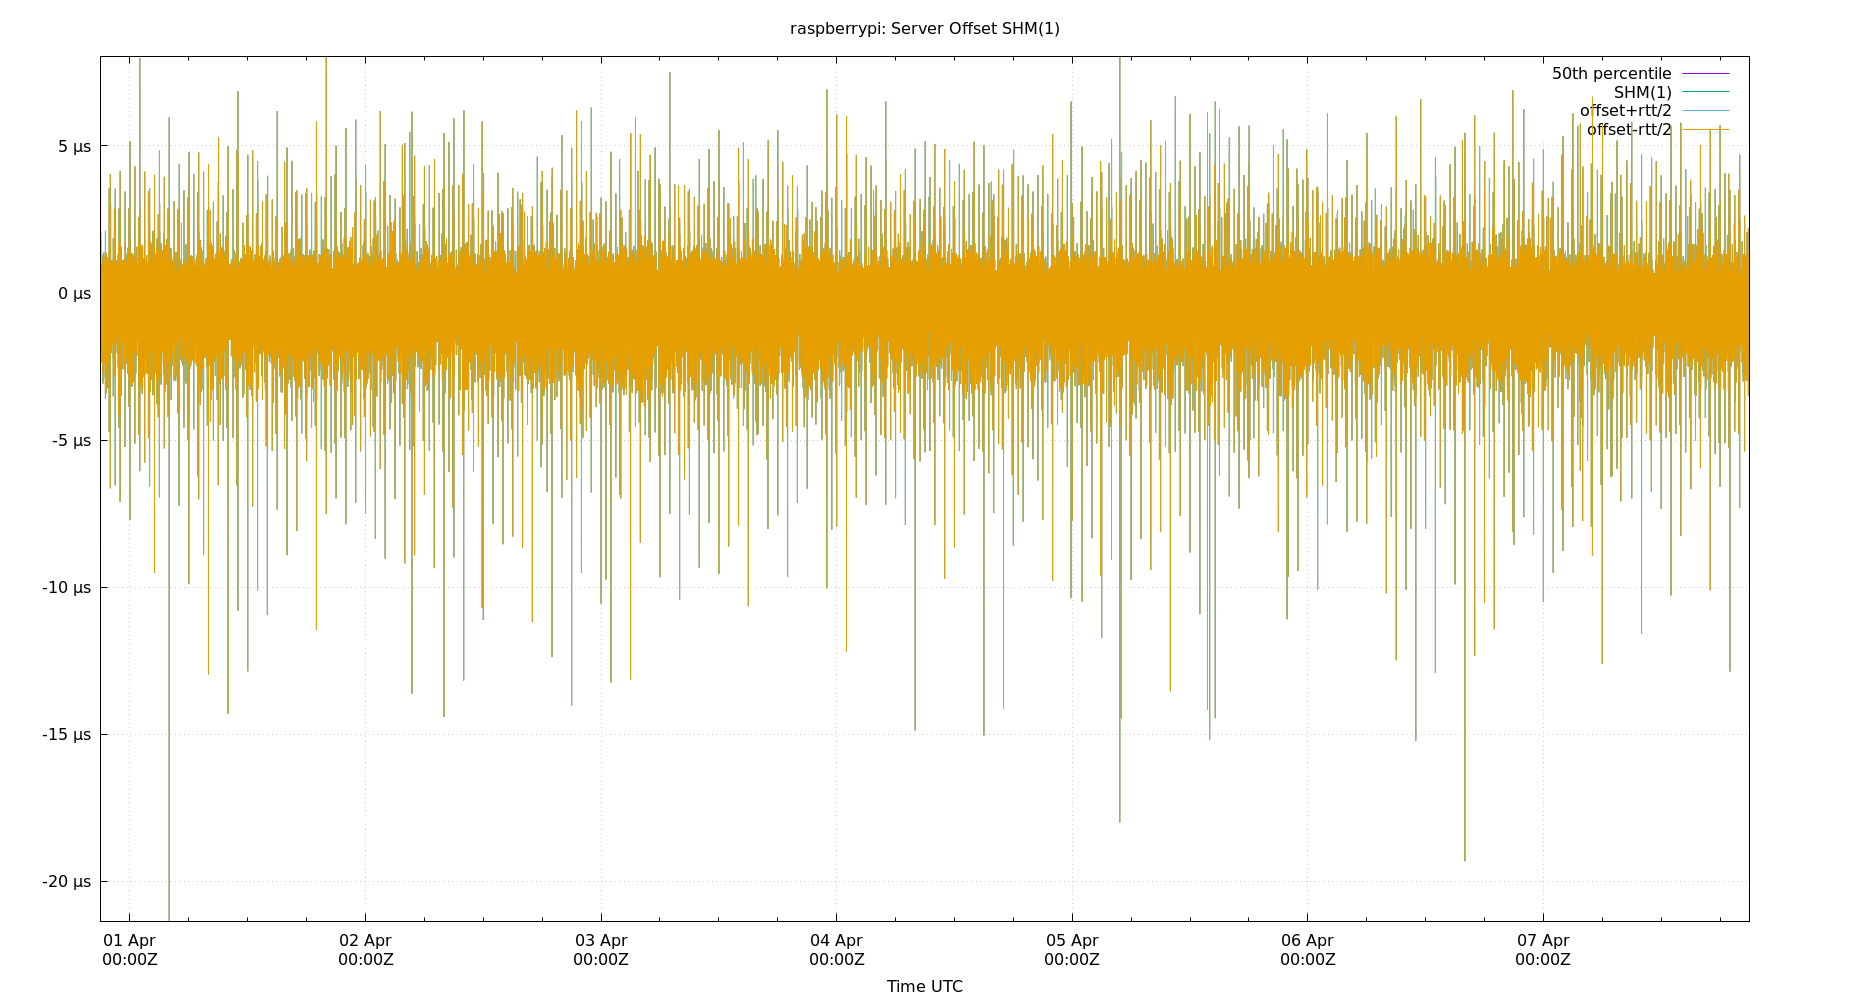 raspberrypi: Server Offset SHM(1)
50th percentile
SHM(1)
offset+rtt/2
offset-rtt/2
5 µs
0 µs
-5 µs
-10 µs
-15 µs
-20 µs
01 Apr 02 Apr 03 Apr 04 Apr 05 Apr 06 Apr 07 Apr
00:00Z 00:00Z 00:00Z 00:00Z 00:00Z 00:00Z 00:00Z
Time UTC